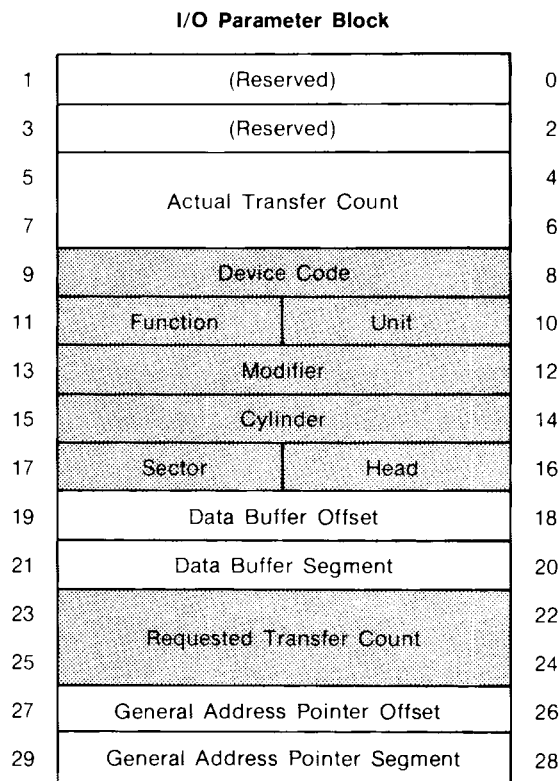 I/O Parameter Block
1 (Reserved) 0
3 (Reserved) 2
5 4
Actual Transfer Count
7 6
9 Device Code 8
11 Function Unit 10
13 Modifier 12
15 Cylinder 14
17 Sector Head 16
19 Data Buffer Offset 18
21 Data Buffer Segment 20
23 22
Requested Transfer Count
25 24
27 General Address Pointer Offset 26
29 General Address Pointer Segment 28